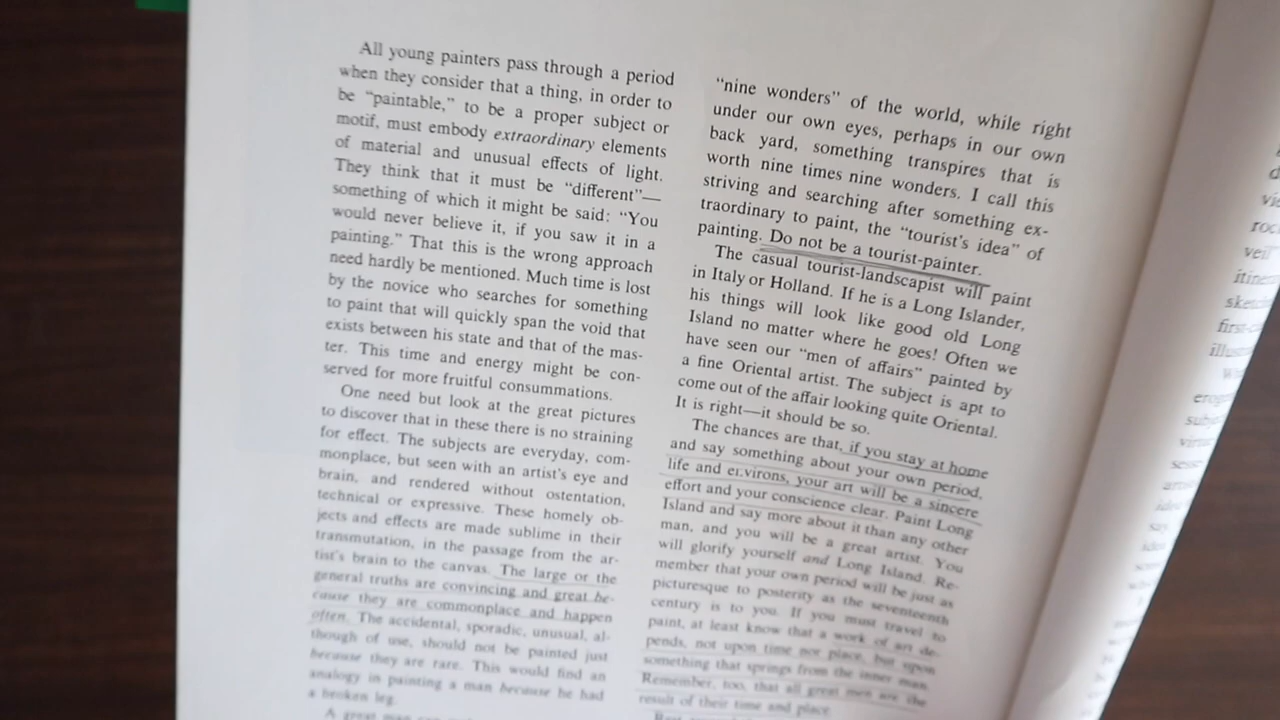 All young painters pass through a period
when they consider that a thing, in order to
be “paintable,” to be a proper subject or
motif, must embody extraordinary elements
of material and unusual effects of light.
They think that it must be “different”—
something of which it might be said: “You
would never believe it, if you saw it in a
painting.” That this is the wrong approach
need hardly be mentioned. Much time is lost
by the novice who searches for something
to paint that will quickly span the void that
exists between his state and that of the mas-
ter. This time and energy might be con-
served for more fruitful consummations.
One need but look at the great pictures
to discover that in these there is no straining
for effect. The subjects are everyday, com-
monplace, but seen with an artist's eye and
brain, and rendered without ostentation,
technical or expressive. These homely ob-
jects and effects are made sublime in their
transmutation, in the passage from the ar-
tist's brain to the canvas. The large or the
general truths are convincing and great be-
cause they are commonplace and happen
often. The accidental, sporadic, unusual, al-
though of use, should not be painted just
because they are rare. This would find an
analogy in painting a man because he had
a broken leg.
A great man
“nine wonders” of the world, while right
under our own eyes, perhaps in our own
back yard, something transpires that is
worth nine times nine wonders. I call this
striving and searching after something ex-
traordinary to paint, the “tourist's idea” of
painting. Do not be a tourist-painter.
The casual tourist-landscapist will paint
in Italy or Holland. If he is a Long Islander,
his things will look like good old Long
Island no matter where he goes! Often we
have seen our “men of affairs” painted by
a fine Oriental artist. The subject is apt to
come out of the affair looking quite Oriental.
It is right—it should be so.
The chances are that, if you stay at home
and say something about your own period,
life and environs, your art will be a sincere
effort and your conscience clear. Paint Long
Island and say more about it than any other
man, and you will be a great artist. You
will glorify yourself and Long Island. Re-
member that your own period will be just as
picturesque to posterity as the seventeenth
century is to you. If you must travel to
paint, at least know that a work of art de-
pends, not upon time nor place, but upon
something that springs from the inner man.
Remember, too, that all great men are the
result of their time and place.